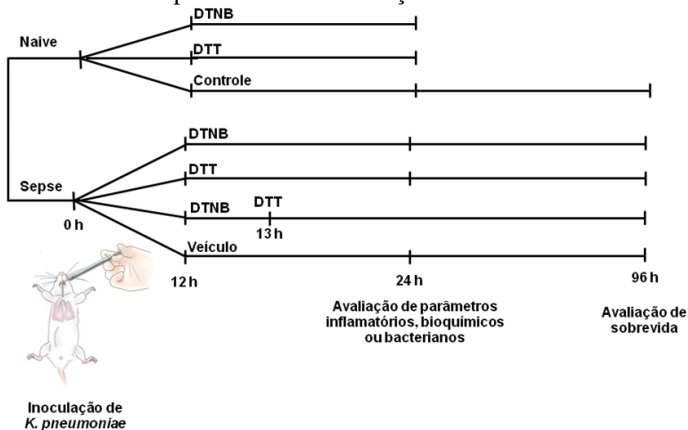 DTNB
Naive
DTT
Controle
DTNB
DTT
Sepse
DTNB DTT
0 h
13 h
Veículo
12 h 24 h 96 h
Avaliação de parâmetros
inflamatórios, bioquímicos
ou bacterianos
Avaliação de
sobrevida
Inoculação de
K. pneumoniae